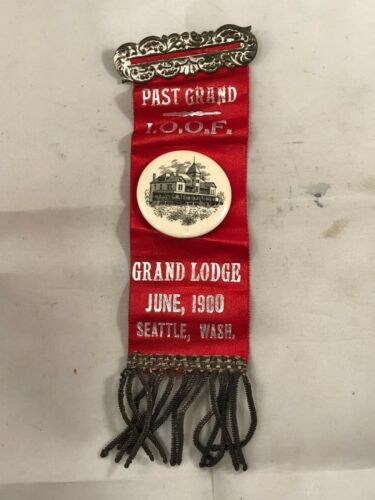 PAST GRAND
I.O.O.F.
GRAND LODGE
JUNE, 1900
SEATTLE, WASH.